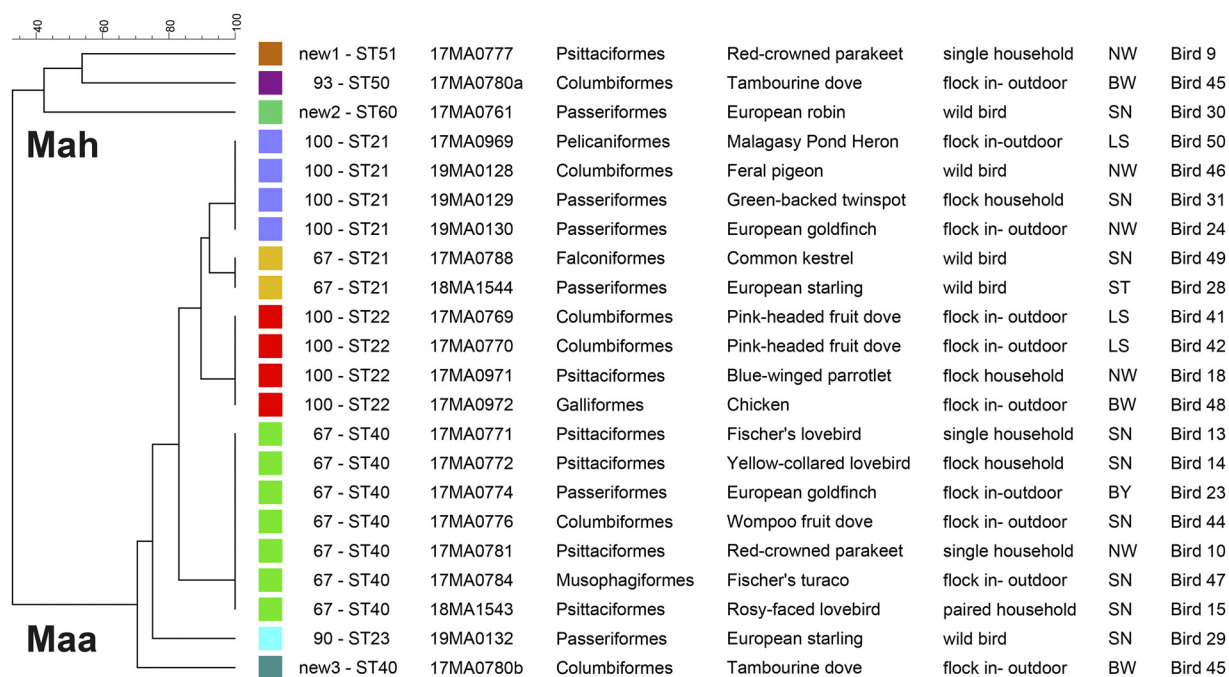 40 60 80 100
new1 - ST51 17MA0777 Psittaciformes Red-crowned parakeet single household NW Bird 9
93 - ST50 17MA0780a Columbiformes Tambourine dove flock in- outdoor BW Bird 45
new2 - ST60 17MA0761 Passeriformes European robin wild bird SN Bird 30
Mah
100 - ST21 17MA0969 Pelicaniformes Malagasy Pond Heron flock in-outdoor LS Bird 50
100 - ST21 19MA0128 Columbiformes Feral pigeon wild bird NW Bird 46
100 - ST21 19MA0129 Passeriformes Green-backed twinspot flock household SN Bird 31
100 - ST21 19MA0130 Passeriformes European goldfinch flock in- outdoor NW Bird 24
67 - ST21 17MA0788 Falconiformes Common kestrel wild bird SN Bird 49
67 - ST21 18MA1544 Passeriformes European starling wild bird ST Bird 28
100 - ST22 17MA0769 Columbiformes Pink-headed fruit dove flock in- outdoor LS Bird 41
100 - ST22 17MA0770 Columbiformes Pink-headed fruit dove flock in- outdoor LS Bird 42
100 - ST22 17MA0971 Psittaciformes Blue-winged parrotlet flock household NW Bird 18
100 - ST22 17MA0972 Galliformes Chicken flock in- outdoor BW Bird 48
67 - ST40 17MA0771 Psittaciformes Fischer's lovebird single household SN Bird 13
67 - ST40 17MA0772 Psittaciformes Yellow-collared lovebird flock household SN Bird 14
67 - ST40 17MA0774 Passeriformes European goldfinch flock in-outdoor BY Bird 23
67 - ST40 17MA0776 Columbiformes Wompoo fruit dove flock in- outdoor SN Bird 44
67 - ST40 17MA0781 Psittaciformes Red-crowned parakeet single household NW Bird 10
67 - ST40 17MA0784 Musophagiformes Fischer's turaco flock in- outdoor SN Bird 47
67 - ST40 18MA1543 Psittaciformes Rosy-faced lovebird paired household SN Bird 15
Maa
90 - ST23 19MA0132 Passeriformes European starling wild bird SN Bird 29
new3 - ST40 17MA0780b Columbiformes Tambourine dove flock in- outdoor BW Bird 45